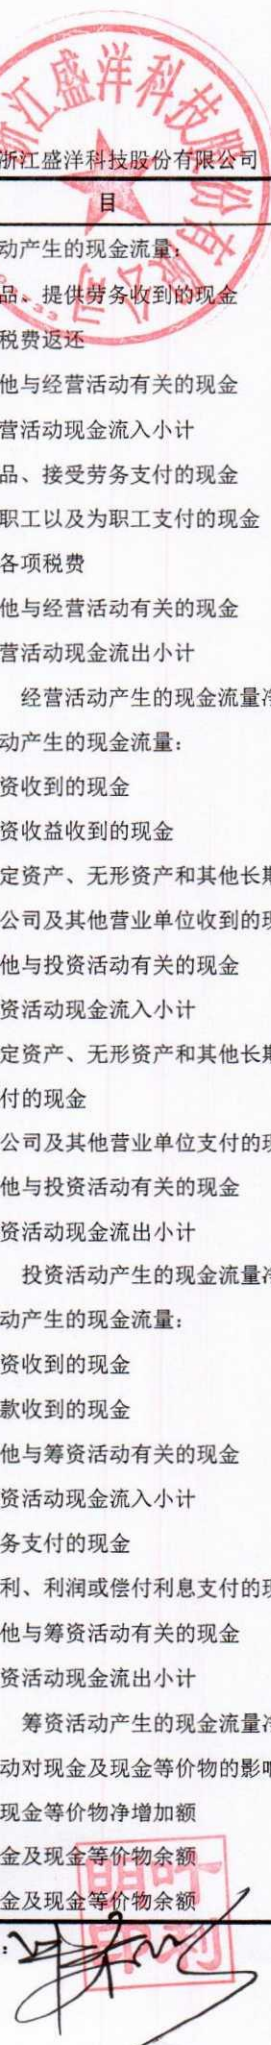 浙江盛洋科技股份有限公司
浙江盛洋科技股份有限公司
目
动产生的现金流量：
品、提供劳务收到的现金
税费返还
他与经营活动有关的现金
营活动现金流入小计
品、接受劳务支付的现金
职工以及为职工支付的现金
各项税费
他与经营活动有关的现金
营活动现金流出小计
经营活动产生的现金流量净
动产生的现金流量：
资收到的现金
资收益收到的现金
定资产、无形资产和其他长期
公司及其他营业单位收到的现
他与投资活动有关的现金
资活动现金流入小计
定资产、无形资产和其他长期
付的现金
公司及其他营业单位支付的现
他与投资活动有关的现金
资活动现金流出小计
投资活动产生的现金流量净
动产生的现金流量：
资收到的现金
款收到的现金
他与筹资活动有关的现金
资活动现金流入小计
务支付的现金
利、利润或偿付利息支付的现
他与筹资活动有关的现金
资活动现金流出小计
筹资活动产生的现金流量净
动对现金及现金等价物的影响
现金等价物净增加额
金及现金等价物余额
金及现金等价物余额
叶利明印